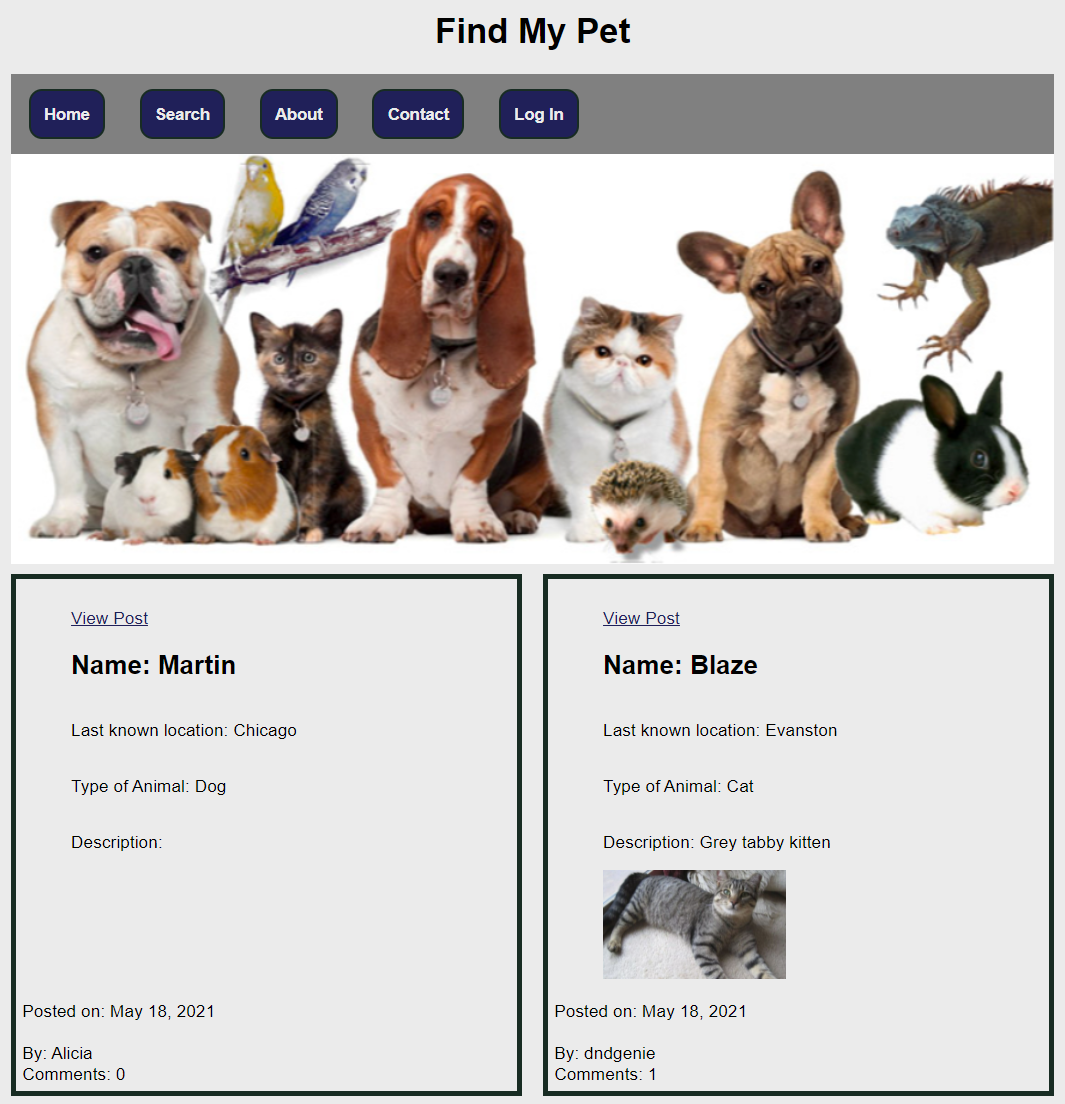 Find My Pet
Home Search About Contact Log In
View Post
Name: Martin
Last known location: Chicago
Type of Animal: Dog
Description:
Posted on: May 18, 2021
By: Alicia
Comments: 0
View Post
Name: Blaze
Last known location: Evanston
Type of Animal: Cat
Description: Grey tabby kitten
Posted on: May 18, 2021
By: dndgenie
Comments: 1